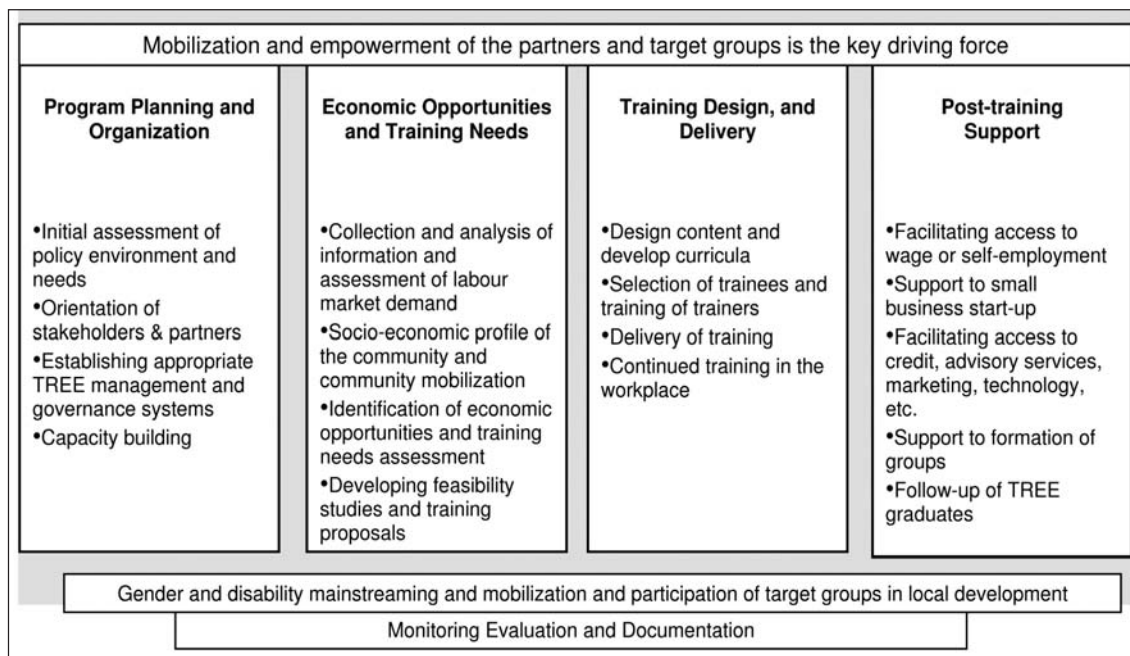 Mobilization and empowerment of the partners and target groups is the key driving force
Program Planning and
Organization
•Initial assessment of
policy environment and
needs
•Orientation of
stakeholders & partners
•Establishing appropriate
TREE management and
governance systems
•Capacity building
Economic Opportunities
and Training Needs
•Collection and analysis of
information and
assessment of labour
market demand
•Socio-economic profile of
the community and
community mobilization
•Identification of economic
opportunities and training
needs assessment
•Developing feasibility
studies and training
proposals
Training Design, and
Delivery
•Design content and
develop curricula
•Selection of trainees and
training of trainers
•Delivery of training
•Continued training in the
workplace
Post-training
Support
•Facilitating access to
wage or self-employment
•Support to small
business start-up
•Facilitating access to
credit, advisory services,
marketing, technology,
etc.
•Support to formation of
groups
•Follow-up of TREE
graduates
Gender and disability mainstreaming and mobilization and participation of target groups in local development
Monitoring Evaluation and Documentation